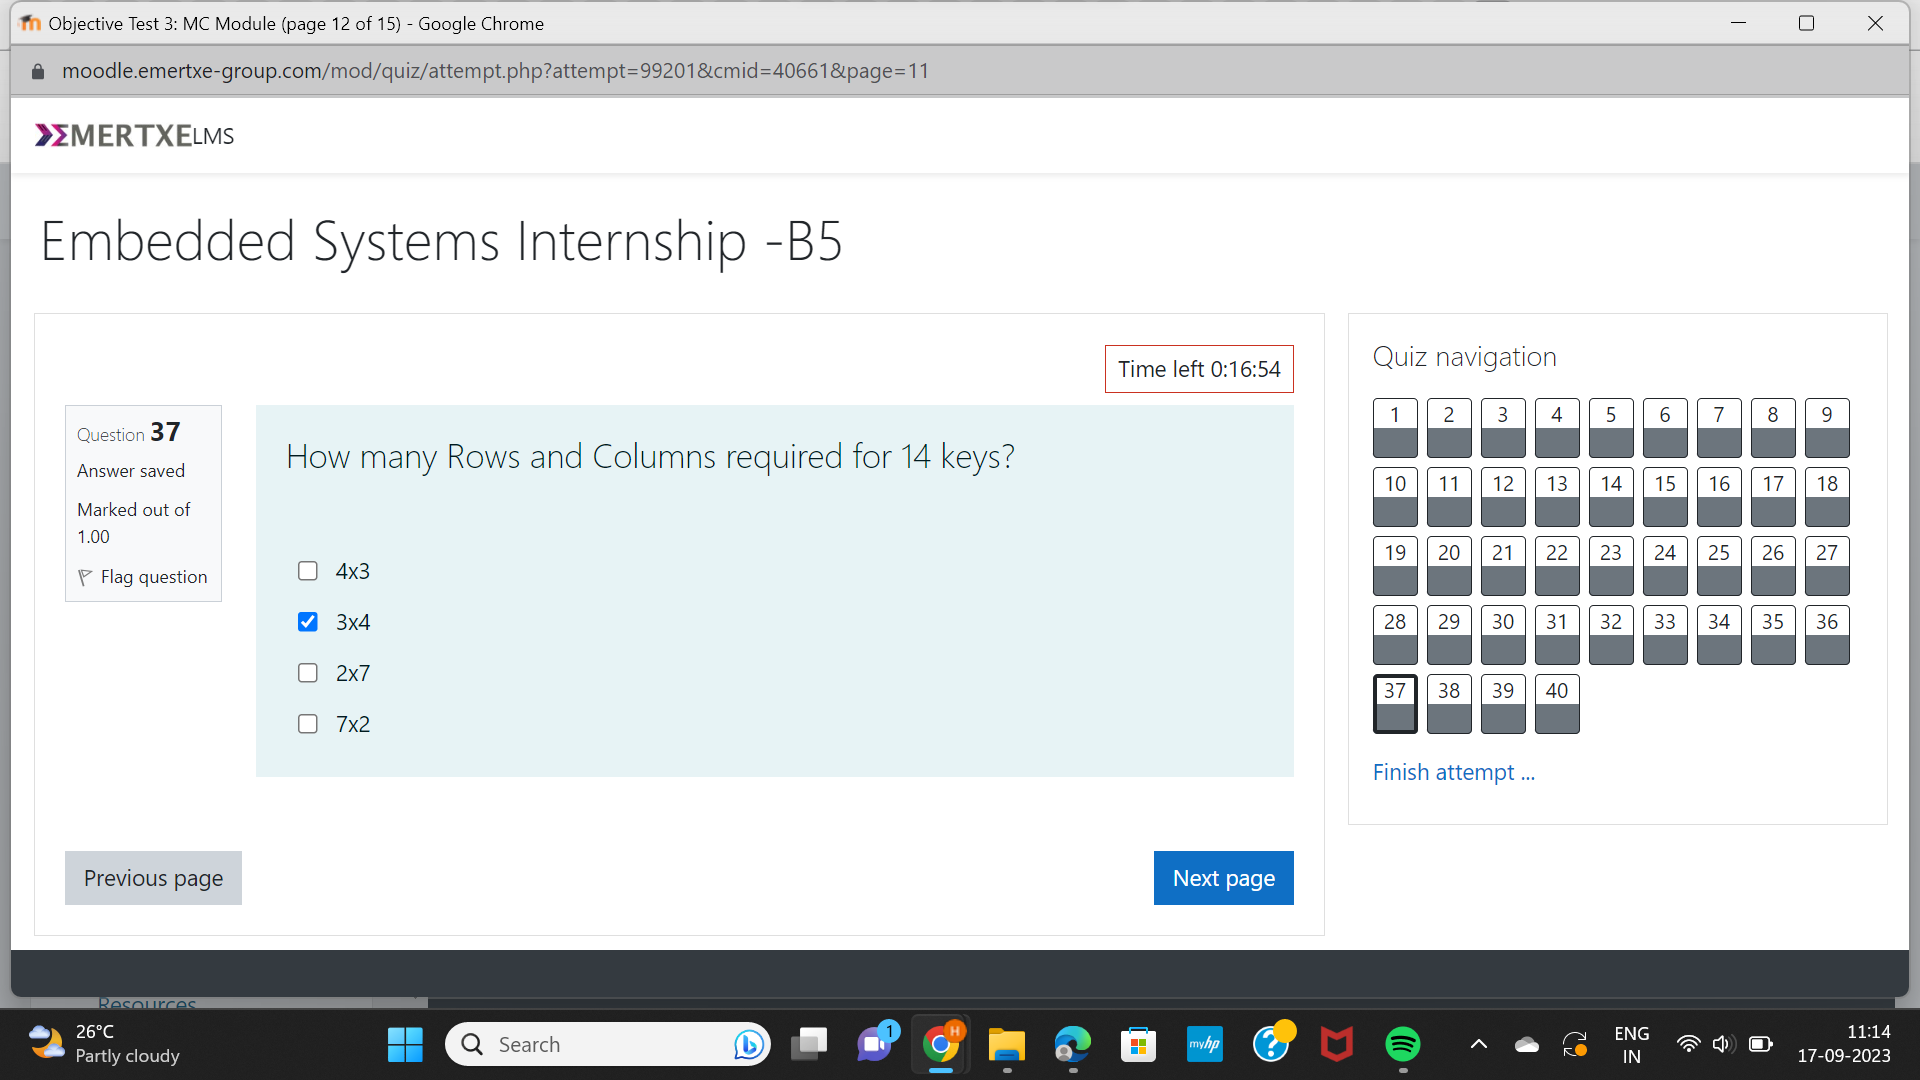 Objective Test 3: MC Module (page 12 of 15) - Google Chrome
moodle.emertxe-group.com/mod/quiz/attempt.php?attempt=99201&cmid=40661&page=11
EMERTXE LMS
Embedded Systems Internship -B5
Time left 0:16:54
Question 37
Answer saved
Marked out of
1.00
Flag question
How many Rows and Columns required for 14 keys?
4x3
3x4
2x7
7x2
Previous page
Next page
Quiz navigation
1 2 3 4 5 6 7 8 9
10 11 12 13 14 15 16 17 18
19 20 21 22 23 24 25 26 27
28 29 30 31 32 33 34 35 36
37 38 39 40
Finish attempt ...
Resources
26°C
Partly cloudy
Search
1
H
myhp
ENG
IN
11:14
17-09-2023